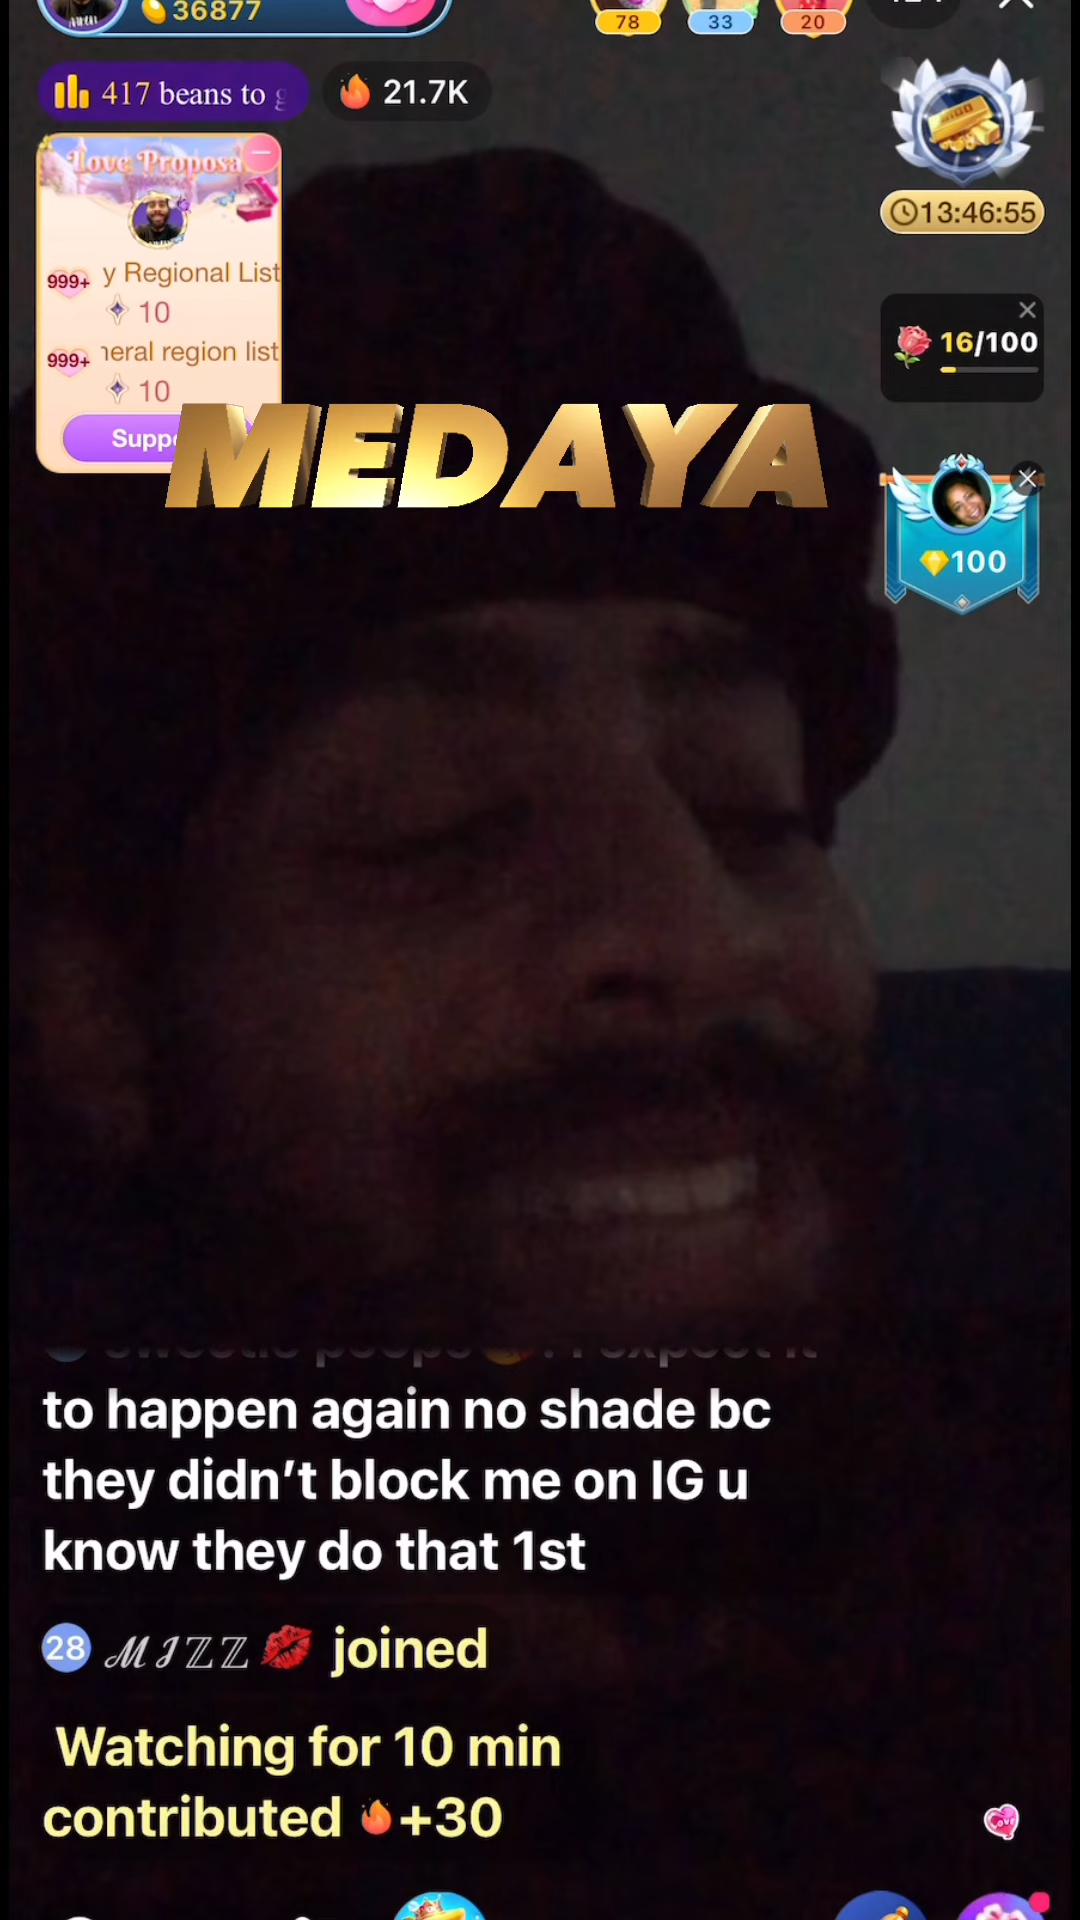 36877
78
33
20
417 beans to
21.7K
Love Proposa
13:46:55
999+ y Regional List
10
16/100
999+ neral region list
10
Supp
MEDAYA
100
to happen again no shade bc
they didn't block me on IG u
know they do that 1st
28 ℳℐℤℤ💋 joined
Watching for 10 min
contributed 🔥+30